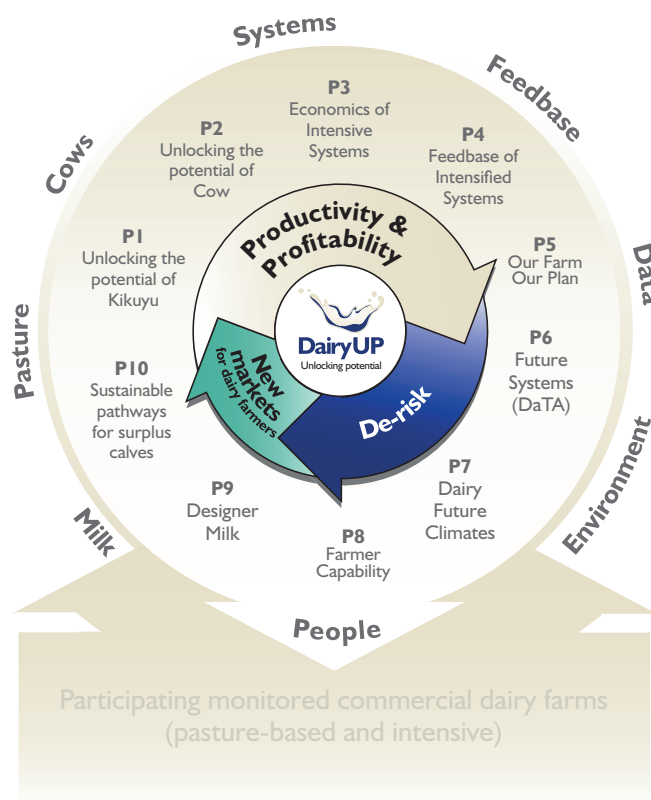 Systems
Feedbase
Cows
Data
Pasture
Environment
Milk
People
P3
Economics of
Intensive
Systems
P2
Unlocking the
potential of
Cow
P4
Feedbase of
Intensified
Systems
P1
Unlocking the
potential of
Kikuyu
P5
Our Farm
Our Plan
P10
Sustainable
pathways
for surplus
calves
P6
Future
Systems
(DaTA)
P9
Designer
Milk
P7
Dairy
Future
Climates
P8
Farmer
Capability
Productivity &
Profitability
DairyUP
Unlocking potential
New
markets
for dairy farmers
De-risk
Participating monitored commercial dairy farms
(pasture-based and intensive)